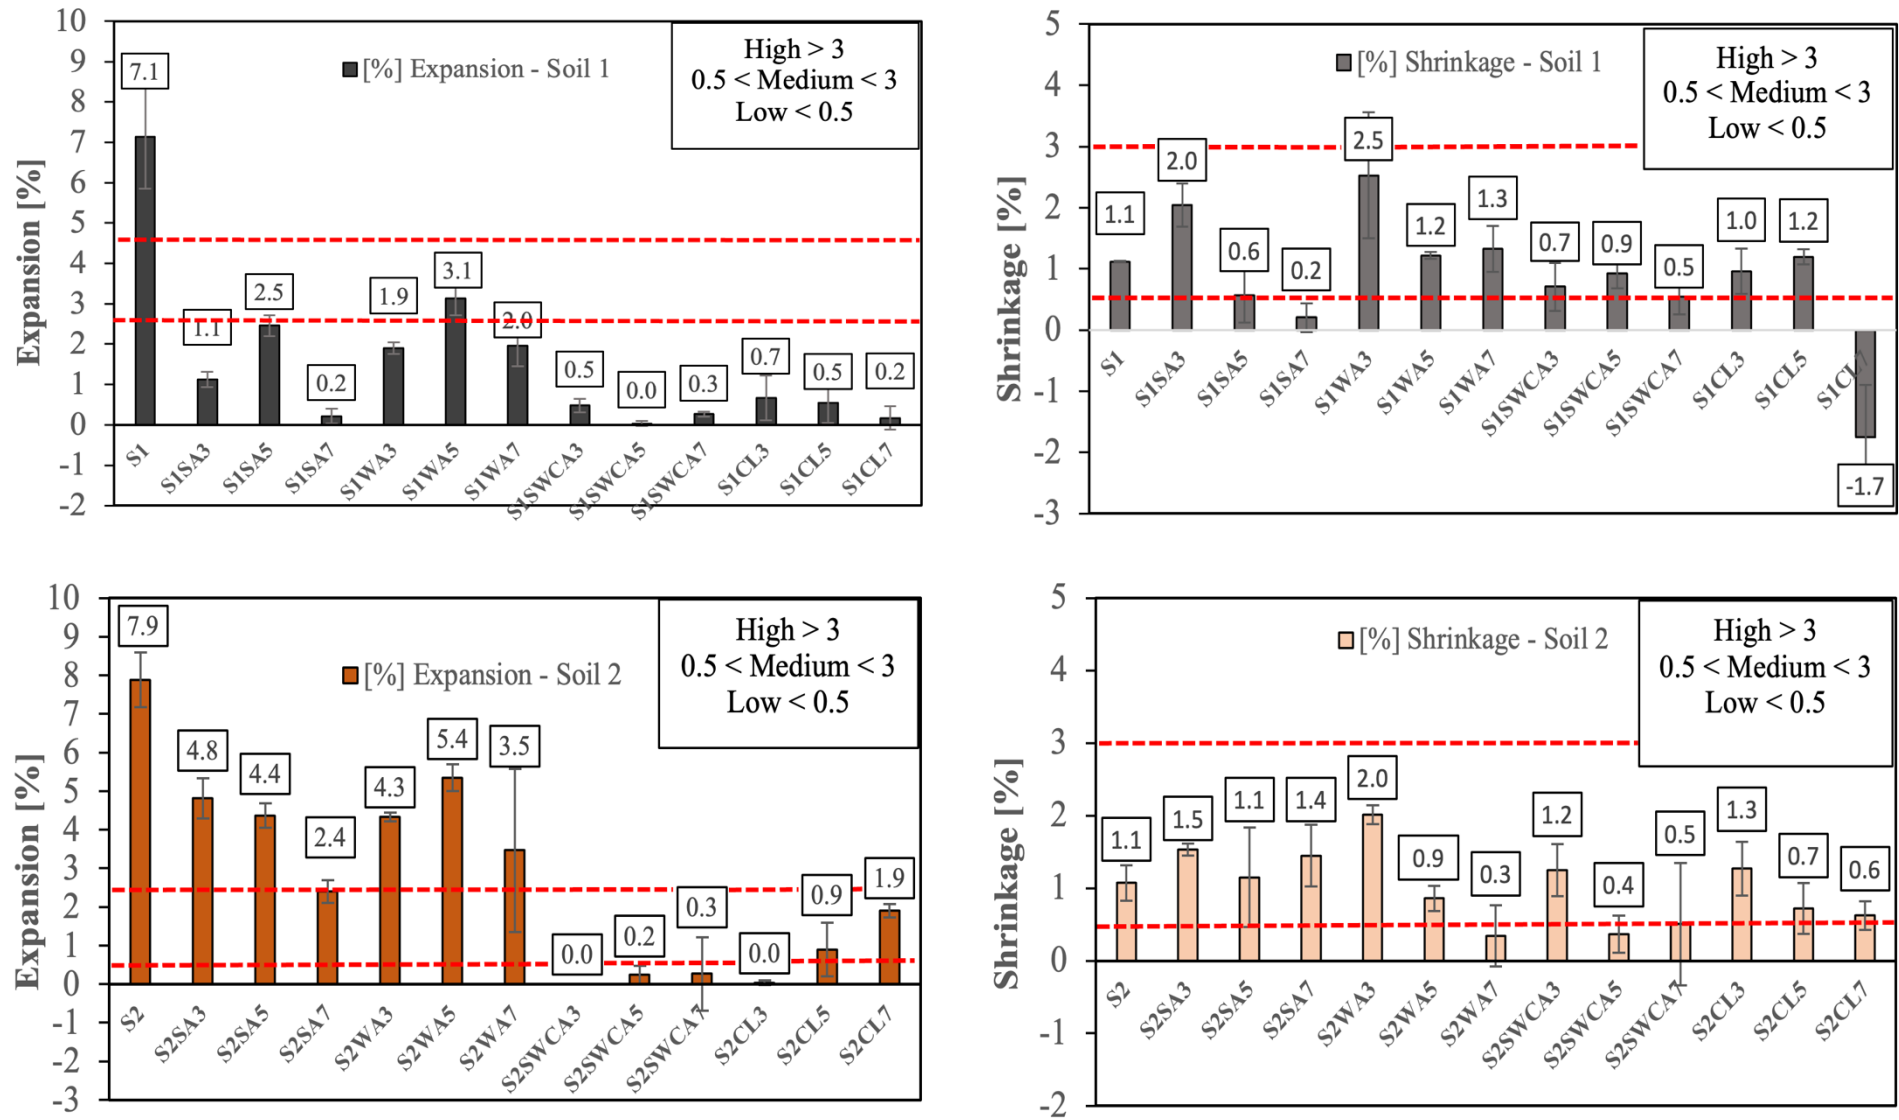 10
9
8
7
6
5
4
3
2
1
0
-1
-2
Expansion [%]
[%] Expansion - Soil 1
High > 3
0.5 < Medium < 3
Low < 0.5
7.1
1.1
2.5
0.2
1.9
3.1
2.0
0.5
0.0
0.3
0.7
0.5
0.2
S1
S1SA3
S1SA5
S1SA7
S1WA3
S1WA5
S1WA7
S1SWCA3
S1SWCA5
S1SWCA7
S1CL3
S1CL5
S1CL7
5
4
3
2
1
0
-1
-2
-3
Shrinkage [%]
[%] Shrinkage - Soil 1
High > 3
0.5 < Medium < 3
Low < 0.5
1.1
2.0
0.6
0.2
2.5
1.2
1.3
0.7
0.9
0.5
1.0
1.2
-1.7
S1
S1SA3
S1SA5
S1SA7
S1WA3
S1WA5
S1WA7
S1SWCA3
S1SWCA5
S1SWCA7
S1CL3
S1CL5
S1CL7
10
9
8
7
6
5
4
3
2
1
0
-1
-2
-3
Expansion [%]
[%] Expansion - Soil 2
High > 3
0.5 < Medium < 3
Low < 0.5
7.9
4.8
4.4
2.4
4.3
5.4
3.5
0.0
0.2
0.3
0.0
0.9
1.9
S2
S2SA3
S2SA5
S2SA7
S2WA3
S2WA5
S2WA7
S2SWCA3
S2SWCA5
S2SWCA7
S2CL3
S2CL5
S2CL7
5
4
3
2
1
0
-1
-2
Shrinkage [%]
[%] Shrinkage - Soil 2
High > 3
0.5 < Medium < 3
Low < 0.5
1.1
1.5
1.1
1.4
2.0
0.9
0.3
1.2
0.4
0.5
1.3
0.7
0.6
S2
S2SA3
S2SA5
S2SA7
S2WA3
S2WA5
S2WA7
S2SWCA3
S2SWCA5
S2SWCA7
S2CL3
S2CL5
S2CL7